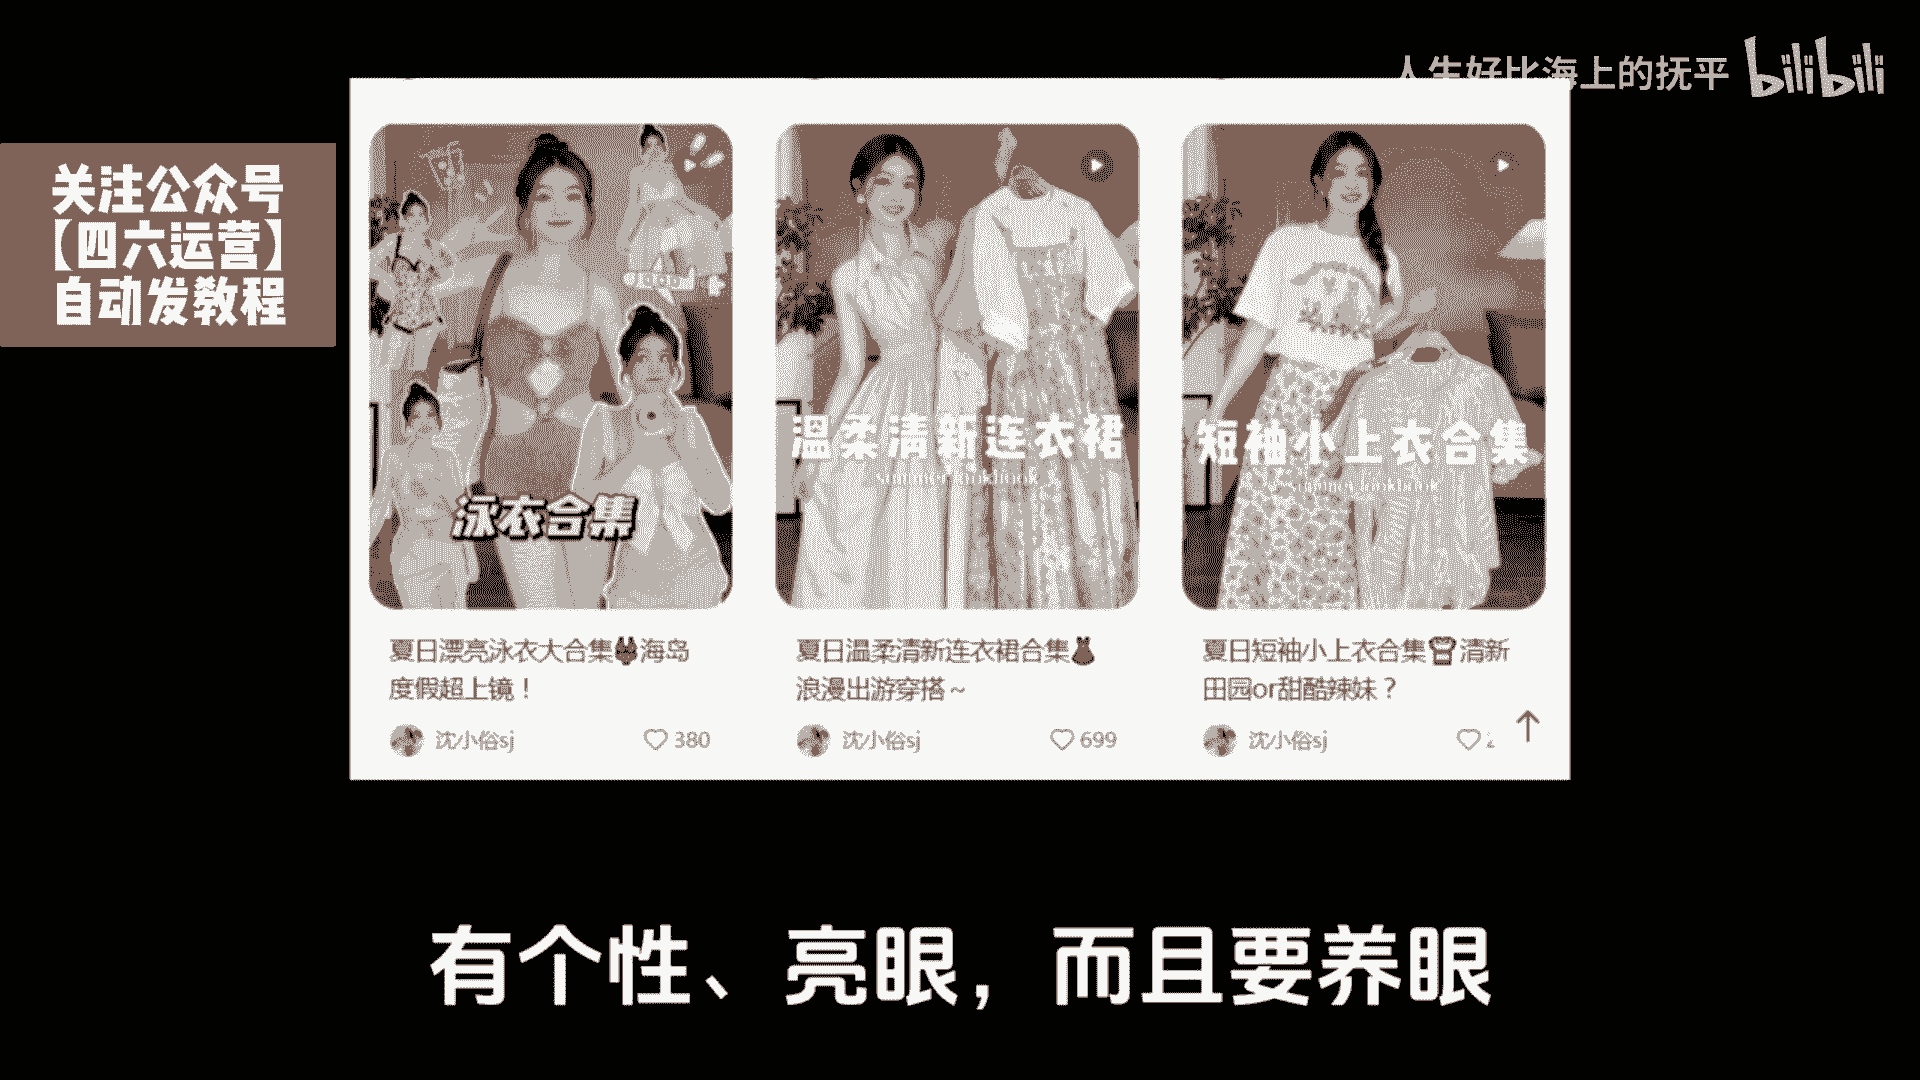 人生好比海上的抚平 bilibili
关注公众号
【四六运营】
自动发教程
泳衣合集
温柔清新连衣裙
summer lookbook
短袖小上衣合集
summer lookbook
夏日漂亮泳衣大合集👙海岛
度假超上镜！
沈小俗sj
380
夏日温柔清新连衣裙合集👗
浪漫出游穿搭～
沈小俗sj
699
夏日短袖小上衣合集👚清新
田园or甜酷辣妹？
沈小俗sj
有个性、亮眼，而且要养眼